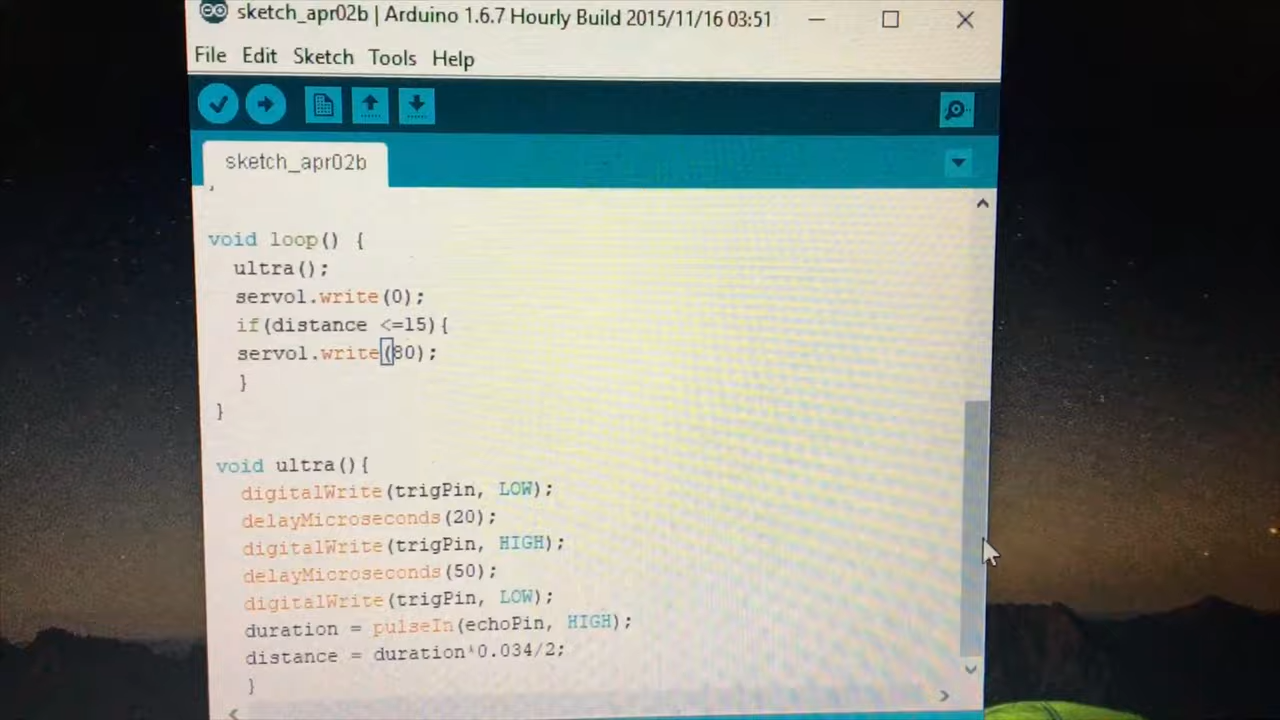 sketch_apr02b | Arduino 1.6.7 Hourly Build 2015/11/16 03:51
File Edit Sketch Tools Help
sketch_apr02b
void loop() {
ultra();
servo1.write(0);
if(distance <=15){
servo1.write(80);
}
}
void ultra(){
digitalWrite(trigPin, LOW);
delayMicroseconds(20);
digitalWrite(trigPin, HIGH);
delayMicroseconds(50);
digitalWrite(trigPin, LOW);
duration = pulseIn(echoPin, HIGH);
distance = duration*0.034/2;
}